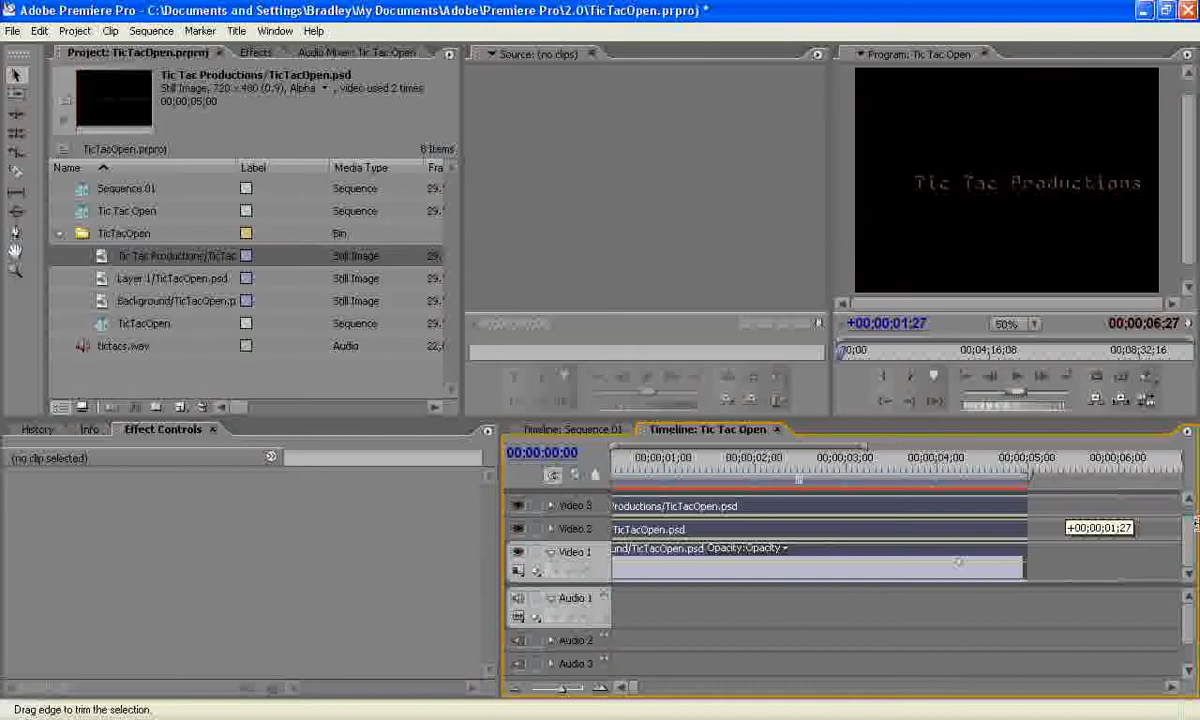 Adobe Premiere Pro - C:\Documents and Settings\Bradley\My Documents\Adobe\Premiere Pro\2.0\TicTacOpen.prproj *
File Edit Project Clip Sequence Marker Title Window Help
Project: TicTacOpen.prproj Effects Audio Mixer: Tic Tac Open
Source: (no clips)
Program: Tic Tac Open
Tic Tac Productions/TicTacOpen.psd
Still Image, 720 x 480 (0.9), Alpha , video used 2 times
00;00;05;00
TicTacOpen.prproj 8 Items
Name Label Media Type Fra
Sequence 01 Sequence 29.
Tic Tac Open Sequence 29.
TicTacOpen Bin
Tic Tac Productions/TicTac Still Image 29.
Layer 1/TicTacOpen.psd Still Image 29.
Background/TicTacOpen.p Still Image 29.
TicTacOpen Sequence 29.
tictacs.wav Audio 22,
Tic Tac Productions
+00;00;01;27 50% 00;00;06;27
00;00 00;04;16;08 00;08;32;16
History Info Effect Controls
(no clip selected)
Timeline: Sequence 01 Timeline: Tic Tac Open
00;00;00;00
00;00;01;00 00;00;02;00 00;00;03;00 00;00;04;00 00;00;05;00 00;00;06;00
Video 3 roductions/TicTacOpen.psd
Video 2 TicTacOpen.psd
+00;00;01;27
Video 1 und/TicTacOpen.psd Opacity:Opacity
Audio 1
Audio 2
Audio 3
Drag edge to trim the selection.